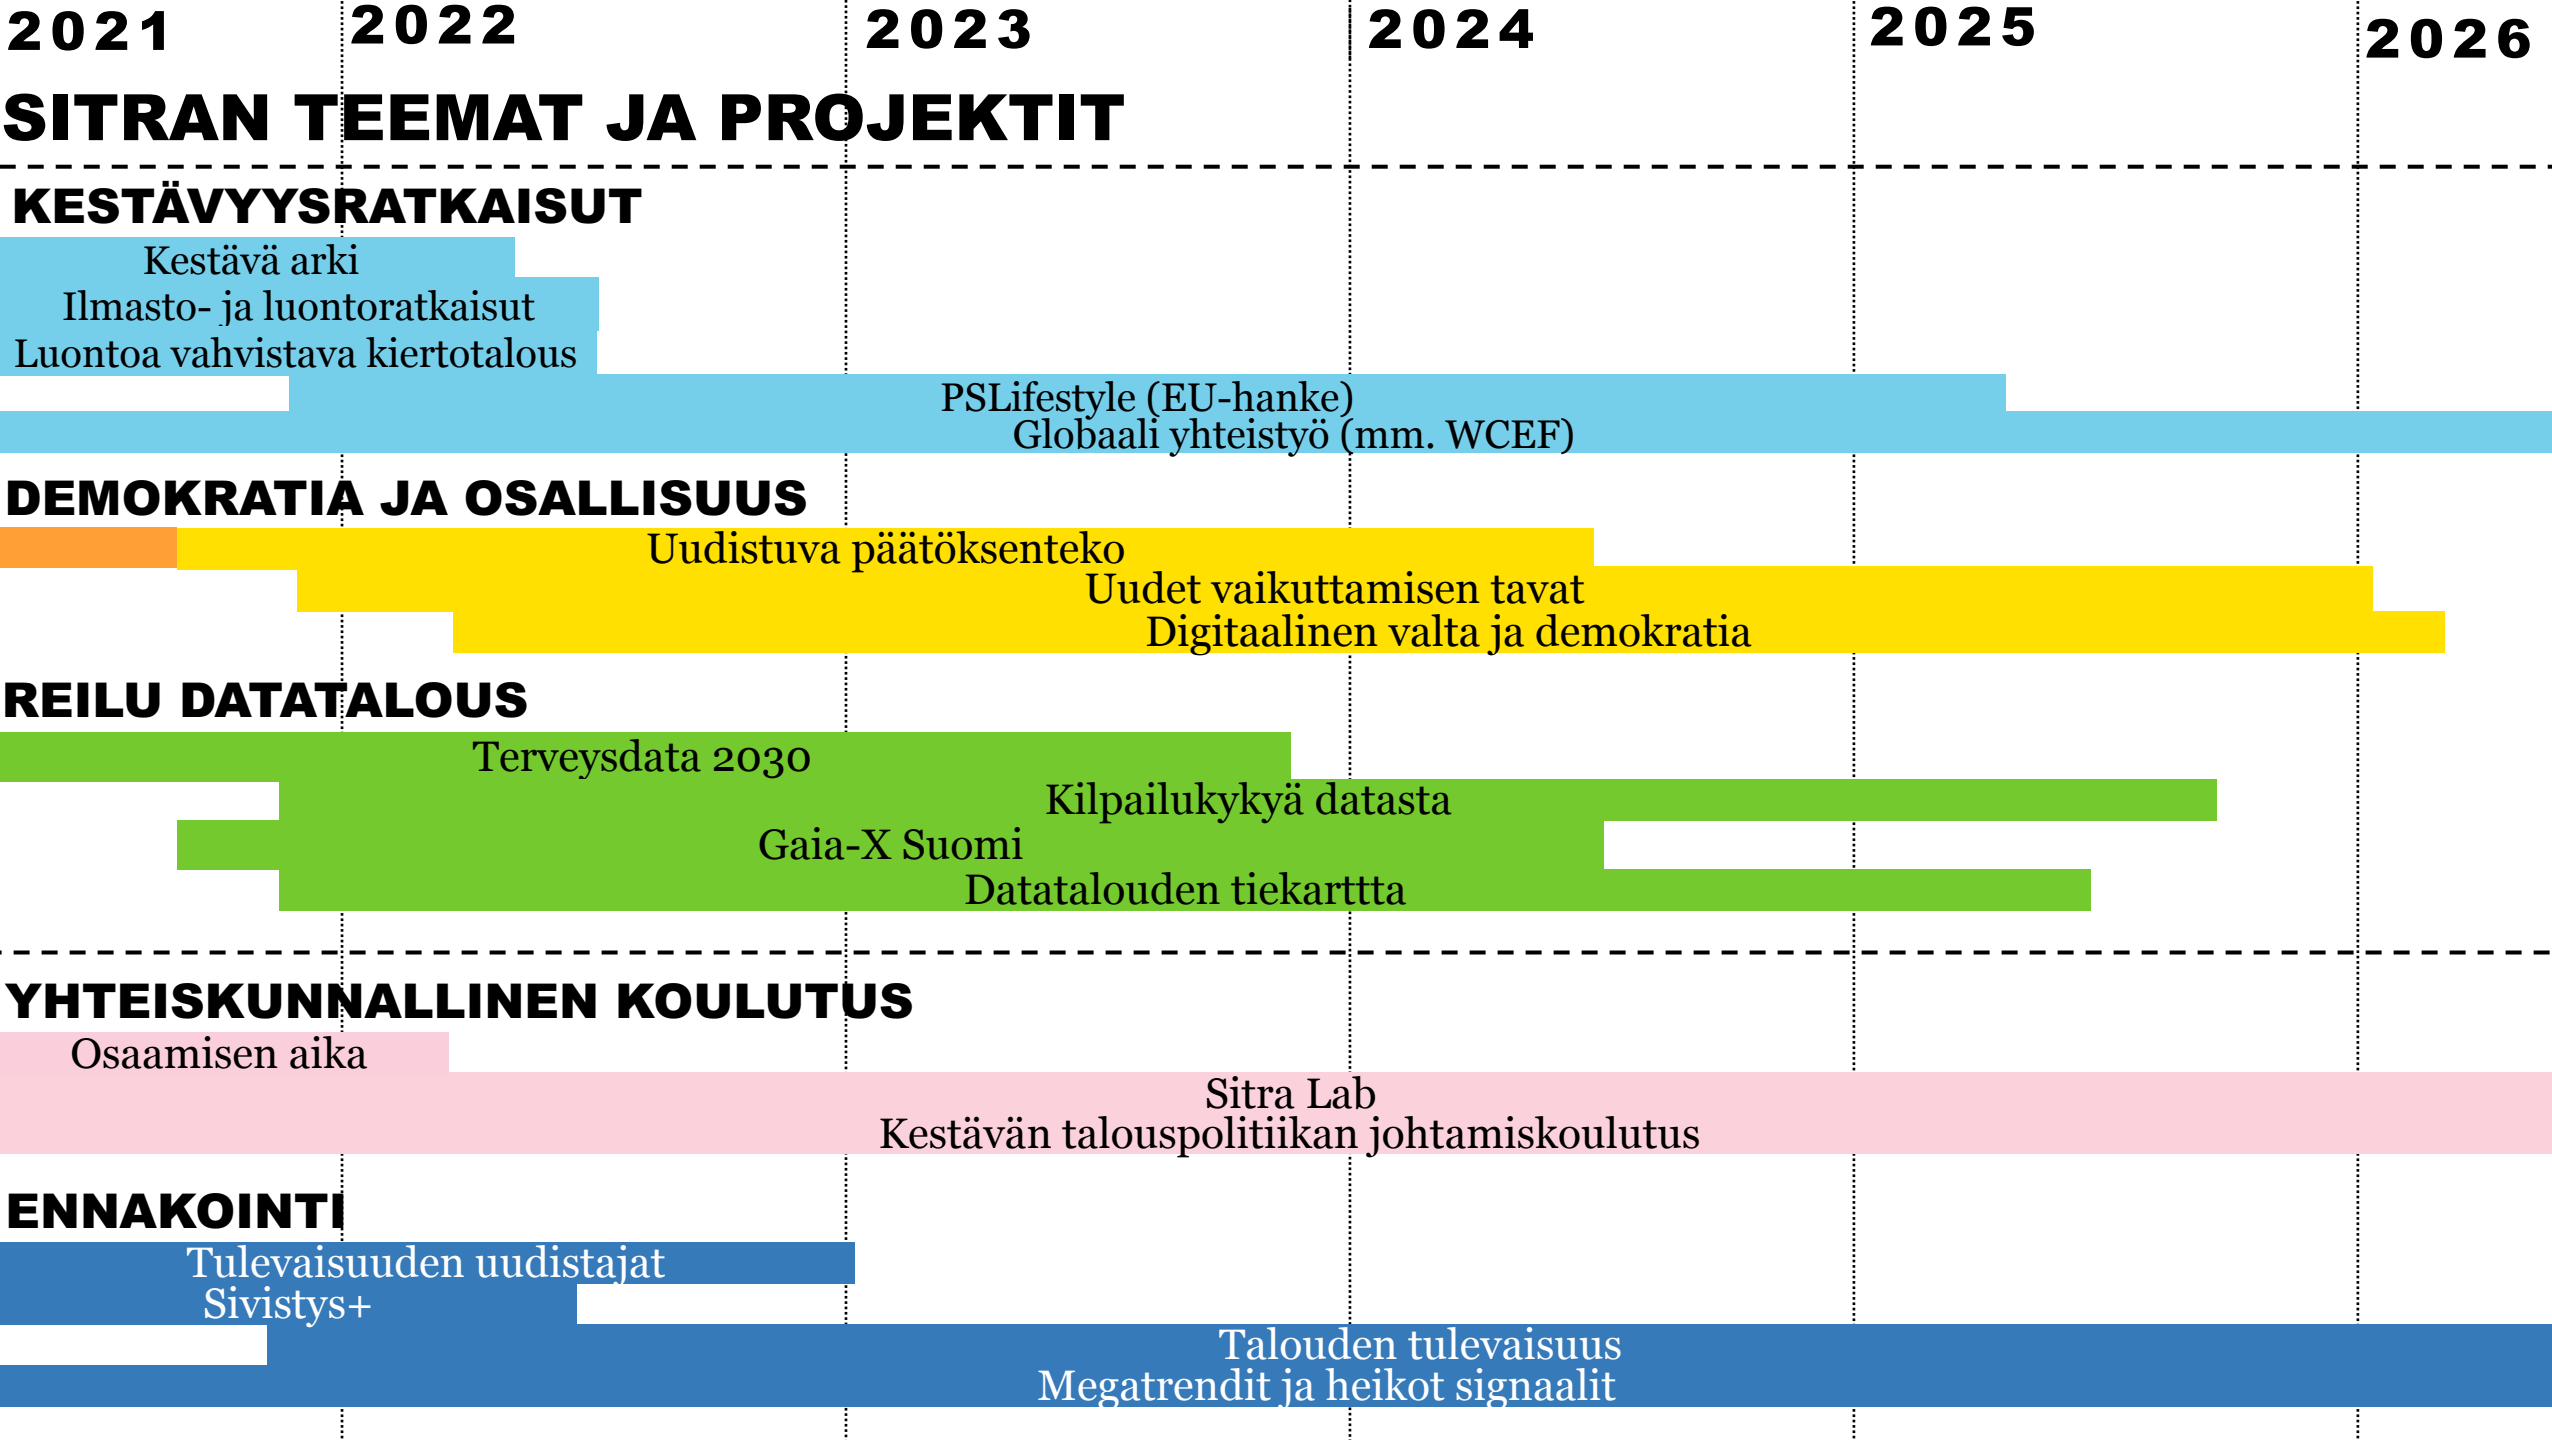 2021 2022 2023 2024 2025 2026
SITRAN TEEMAT JA PROJEKTIT
KESTÄVYYSRATKAISUT
Kestävä arki
Ilmasto- ja luontoratkaisut
Luontoa vahvistava kiertotalous
PSLifestyle (EU-hanke)
Globaali yhteistyö (mm. WCEF)
DEMOKRATIA JA OSALLISUUS
Uudistuva päätöksenteko
Uudet vaikuttamisen tavat
Digitaalinen valta ja demokratia
REILU DATATALOUS
Terveysdata 2030
Kilpailukykyä datasta
Gaia-X Suomi
Datatalouden tiekarttta
YHTEISKUNNALLINEN KOULUTUS
Osaamisen aika
Sitra Lab
Kestävän talouspolitiikan johtamiskoulutus
ENNAKOINTI
Tulevaisuuden uudistajat
Sivistys+
Talouden tulevaisuus
Megatrendit ja heikot signaalit